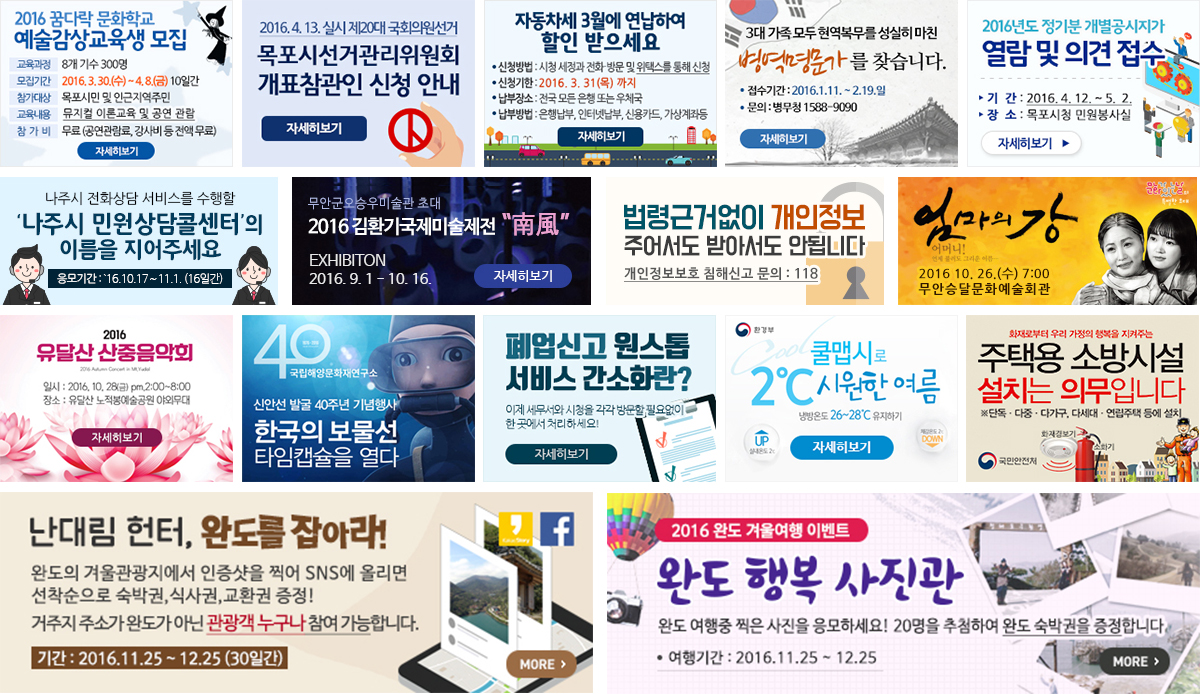 2016 꿈다락 문화학교
예술감상교육생 모집
교육과정 8개 기수 300명
모집기간 2016. 3.30.(수) ~ 4. 8.(금) 10일간
참가대상 목포시민 및 인근지역주민
교육내용 뮤지컬 이론교육 및 공연 관람
참 가 비 무료 (공연관람료, 강사비 등 전액 무료)
자세히보기
2016. 4. 13. 실시 제20대 국회의원선거
목포시선거관리위원회
개표참관인 신청 안내
자세히보기
자동차세 3월에 연납하여
할인 받으세요
• 신청방법 : 시청 세정과 전화·방문 및 위택스를 통해 신청
• 신청기한 : 2016. 3. 31(목) 까지
• 납부장소 : 전국 모든 은행 또는 우체국
• 납부방법 : 은행납부, 인터넷납부, 신용카드, 가상계좌등
자세히보기
3대 가족 모두 현역복무를 성실히 마친
병역명문가를 찾습니다.
• 접수기간 : 2016.1.11. ~ 2.19.일
• 문의 : 병무청 1588-9090
자세히보기
2016년도 정기분 개별공시지가
열람 및 의견 접수
▸ 기 간 : 2016. 4. 12. ~ 5. 2.
▸ 장 소 : 목포시청 민원봉사실
자세히보기 ▶
나주시 전화상담 서비스를 수행할
‘나주시 민원상담콜센터’의
이름을 지어주세요
응모기간 : ‘16.10.17 ~ 11.1. (16일간)
무안군오승우미술관 초대
2016 김환기국제미술제전 “南風”
EXHIBITON
2016. 9. 1 - 10. 16.
자세히보기
법령근거없이 개인정보
주어서도 받아서도 안됩니다
개인정보보호 침해신고 문의 : 118
엄마의 강
어머니!
2016 10. 26.(수) 7:00
무안승달문화예술회관
2016
유달산 산중음악회
2016 Autumn Concert in Mt.Yudal
일시 : 2016, 10, 28(금) pm,2:00~8:00
장소 : 유달산 노적봉예술공원 야외무대
자세히보기
40
국립해양문화재연구소
신안선 발굴 40주년 기념행사
한국의 보물선
타임캡슐을 열다
폐업신고 원스톱
서비스 간소화란?
이제 세무서와 시청을 각각 방문할 필요없이
한 곳에서 처리하세요!
자세히보기
환경부
Cool
쿨맵시로
2℃ 시원한 여름
냉방온도 26~28℃ 유지하기
UP
실내온도 2℃
자세히보기
체감온도 2℃
DOWN
화재로부터 우리 가정의 행복을 지켜주는
주택용 소방시설
설치는 의무입니다
※단독 · 다중 · 다가구, 다세대 · 연립주택 등에 설치
화재경보기
소화기
국민안전처
난대림 헌터, 완도를 잡아라!
완도의 겨울관광지에서 인증샷을 찍어 SNS에 올리면
선착순으로 숙박권,식사권,교환권 증정!
거주지 주소가 완도가 아닌 관광객 누구나 참여 가능합니다.
기간 : 2016.11.25 ~ 12.25 (30일간)
KakaoStory
MORE >
2016 완도 겨울여행 이벤트
완도 행복 사진관
완도 여행중 찍은 사진을 응모하세요! 20명을 추첨하여 완도 숙박권을 증정합니다.
• 여행기간 : 2016.11.25 ~ 12.25
MORE >